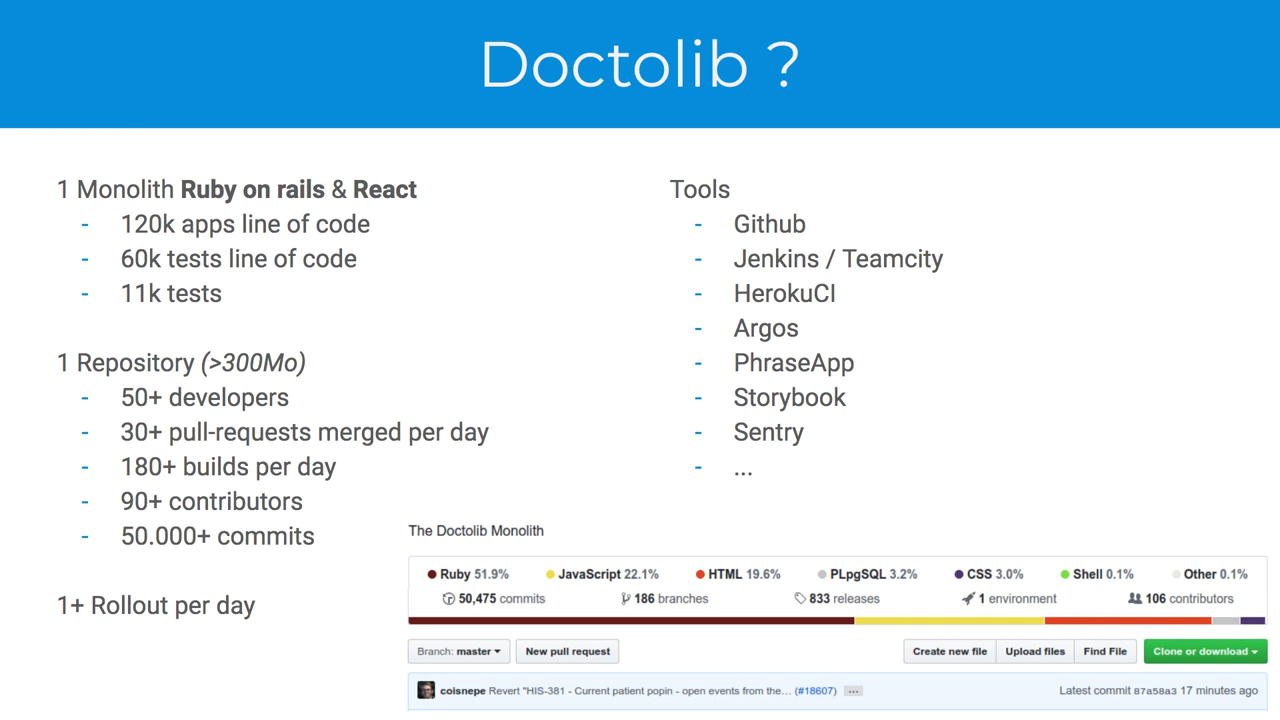 Doctolib ?
1 Monolith Ruby on rails & React
- 120k apps line of code
- 60k tests line of code
- 11k tests
1 Repository (>300Mo)
- 50+ developers
- 30+ pull-requests merged per day
- 180+ builds per day
- 90+ contributors
- 50.000+ commits
1+ Rollout per day
Tools
- Github
- Jenkins / Teamcity
- HerokuCI
- Argos
- PhraseApp
- Storybook
- Sentry
- ...
The Doctolib Monolith
Ruby 51.9% JavaScript 22.1% HTML 19.6% PLpgSQL 3.2% CSS 3.0% Shell 0.1% Other 0.1%
50,475 commits 186 branches 833 releases 1 environment 106 contributors
Branch: master New pull request Create new file Upload files Find File Clone or download
coisnepe Revert "HIS-381 - Current patient popin - open events from the... (#18607) ... Latest commit 87a58a3 17 minutes ago